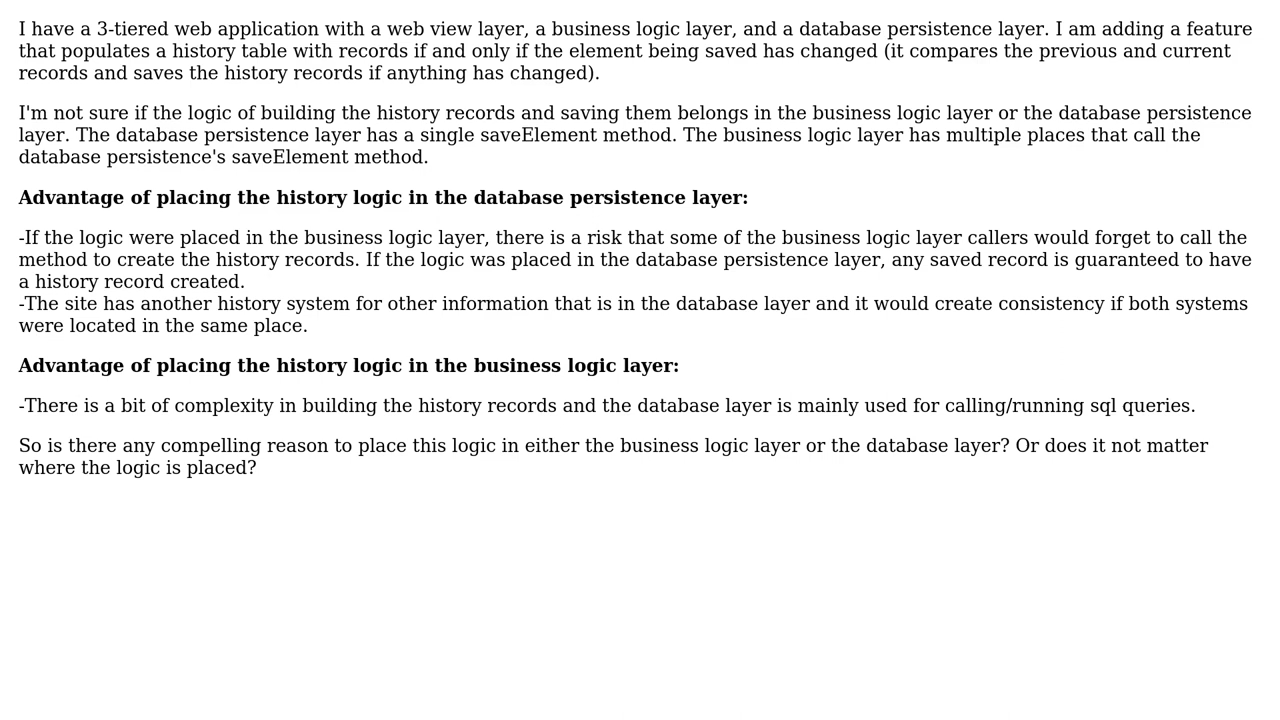 I have a 3-tiered web application with a web view layer, a business logic layer, and a database persistence layer. I am adding a feature
that populates a history table with records if and only if the element being saved has changed (it compares the previous and current
records and saves the history records if anything has changed).
I'm not sure if the logic of building the history records and saving them belongs in the business logic layer or the database persistence
layer. The database persistence layer has a single saveElement method. The business logic layer has multiple places that call the
database persistence's saveElement method.
Advantage of placing the history logic in the database persistence layer:
-If the logic were placed in the business logic layer, there is a risk that some of the business logic layer callers would forget to call the
method to create the history records. If the logic was placed in the database persistence layer, any saved record is guaranteed to have
a history record created.
-The site has another history system for other information that is in the database layer and it would create consistency if both systems
were located in the same place.
Advantage of placing the history logic in the business logic layer:
-There is a bit of complexity in building the history records and the database layer is mainly used for calling/running sql queries.
So is there any compelling reason to place this logic in either the business logic layer or the database layer? Or does it not matter
where the logic is placed?